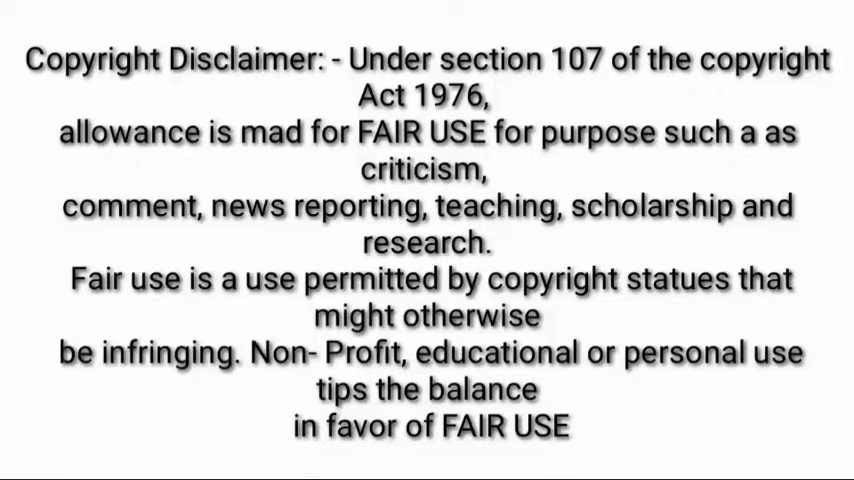 Copyright Disclaimer: - Under section 107 of the copyright
Act 1976,
allowance is mad for FAIR USE for purpose such a as
criticism,
comment, news reporting, teaching, scholarship and
research.
Fair use is a use permitted by copyright statues that
might otherwise
be infringing. Non- Profit, educational or personal use
tips the balance
in favor of FAIR USE